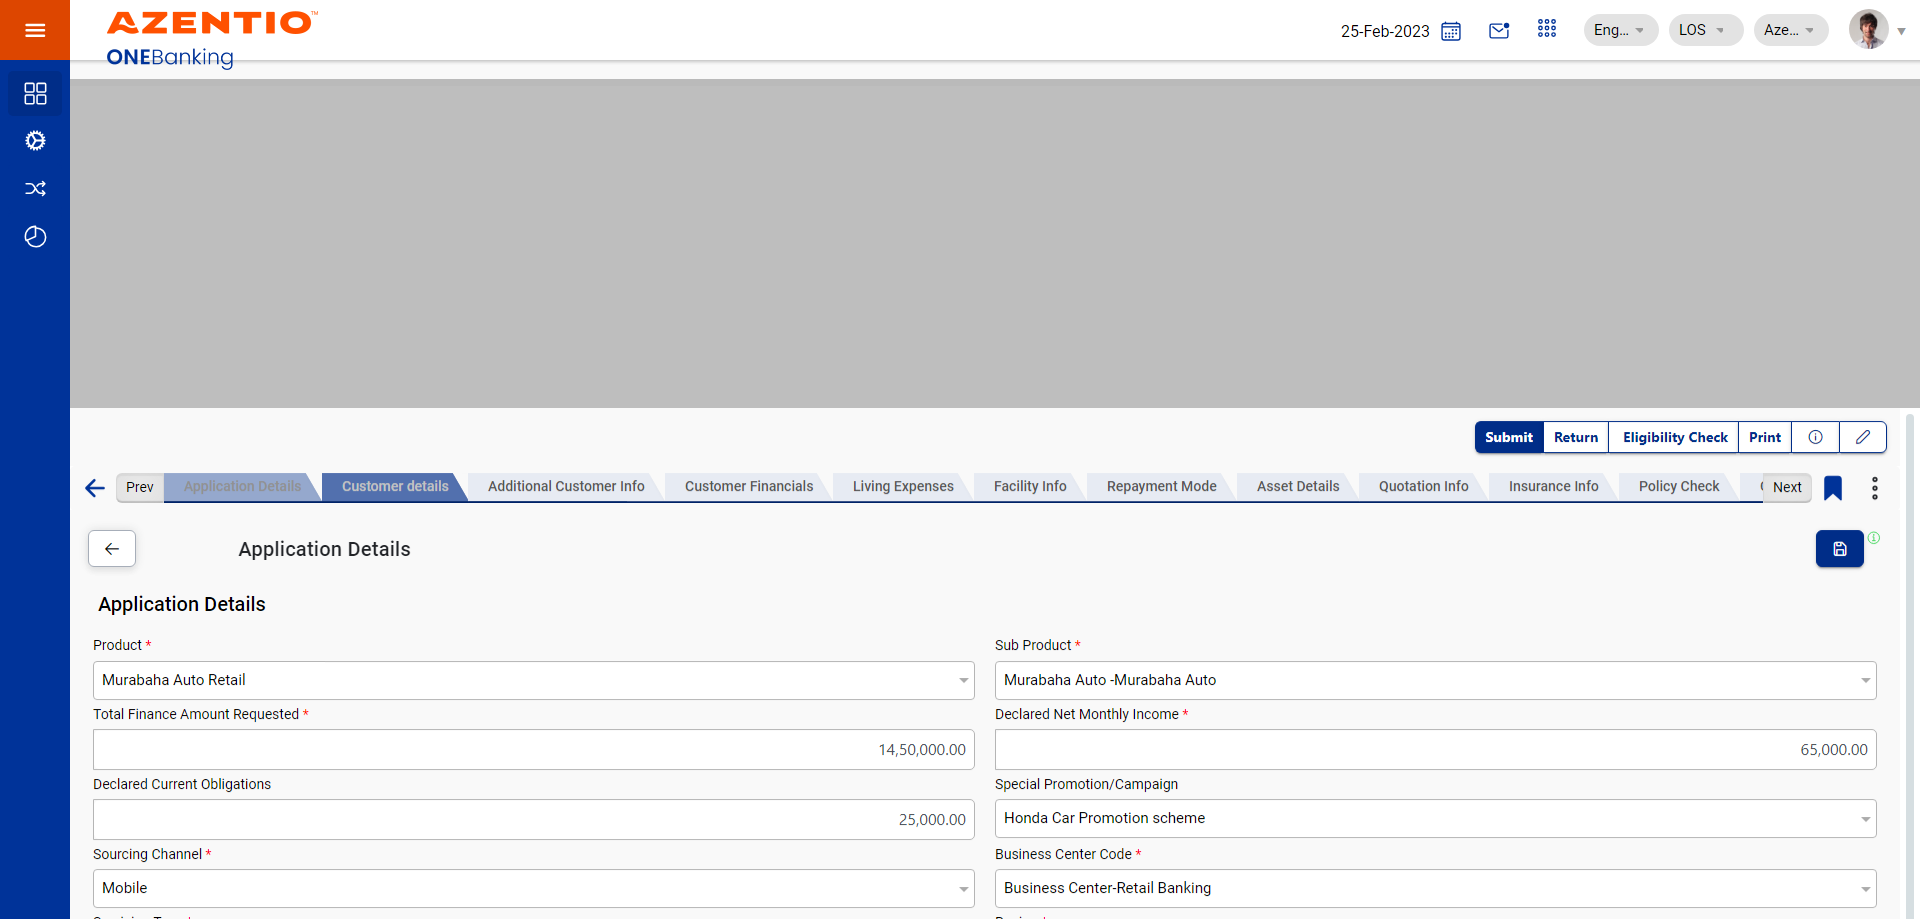 AZENTIO™
ONEBanking
25-Feb-2023
Eng...
LOS
Aze...
Submit
Return
Eligibility Check
Print
Prev
Application Details
Customer details
Additional Customer Info
Customer Financials
Living Expenses
Facility Info
Repayment Mode
Asset Details
Quotation Info
Insurance Info
Policy Check
Next
Application Details
Application Details
Product *
Sub Product *
Murabaha Auto Retail
Murabaha Auto -Murabaha Auto
Total Finance Amount Requested *
Declared Net Monthly Income *
14,50,000.00
65,000.00
Declared Current Obligations
Special Promotion/Campaign
25,000.00
Honda Car Promotion scheme
Sourcing Channel *
Business Center Code *
Mobile
Business Center-Retail Banking